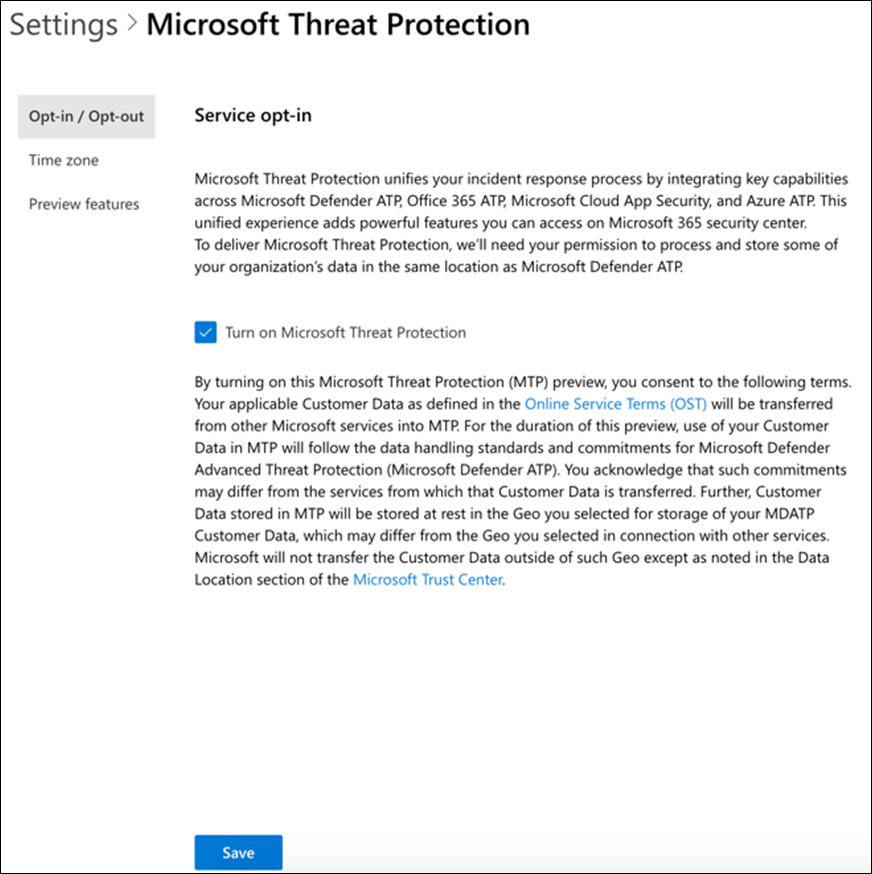 Settings > Microsoft Threat Protection
Opt-in / Opt-out
Time zone
Preview features
Service opt-in
Microsoft Threat Protection unifies your incident response process by integrating key capabilities
across Microsoft Defender ATP, Office 365 ATP, Microsoft Cloud App Security, and Azure ATP. This
unified experience adds powerful features you can access on Microsoft 365 security center.
To deliver Microsoft Threat Protection, we'll need your permission to process and store some of
your organization's data in the same location as Microsoft Defender ATP.
Turn on Microsoft Threat Protection
By turning on this Microsoft Threat Protection (MTP) preview, you consent to the following terms.
Your applicable Customer Data as defined in the Online Service Terms (OST) will be transferred
from other Microsoft services into MTP. For the duration of this preview, use of your Customer
Data in MTP will follow the data handling standards and commitments for Microsoft Defender
Advanced Threat Protection (Microsoft Defender ATP). You acknowledge that such commitments
may differ from the services from which that Customer Data is transferred. Further, Customer
Data stored in MTP will be stored at rest in the Geo you selected for storage of your MDATP
Customer Data, which may differ from the Geo you selected in connection with other services.
Microsoft will not transfer the Customer Data outside of such Geo except as noted in the Data
Location section of the Microsoft Trust Center.
Save